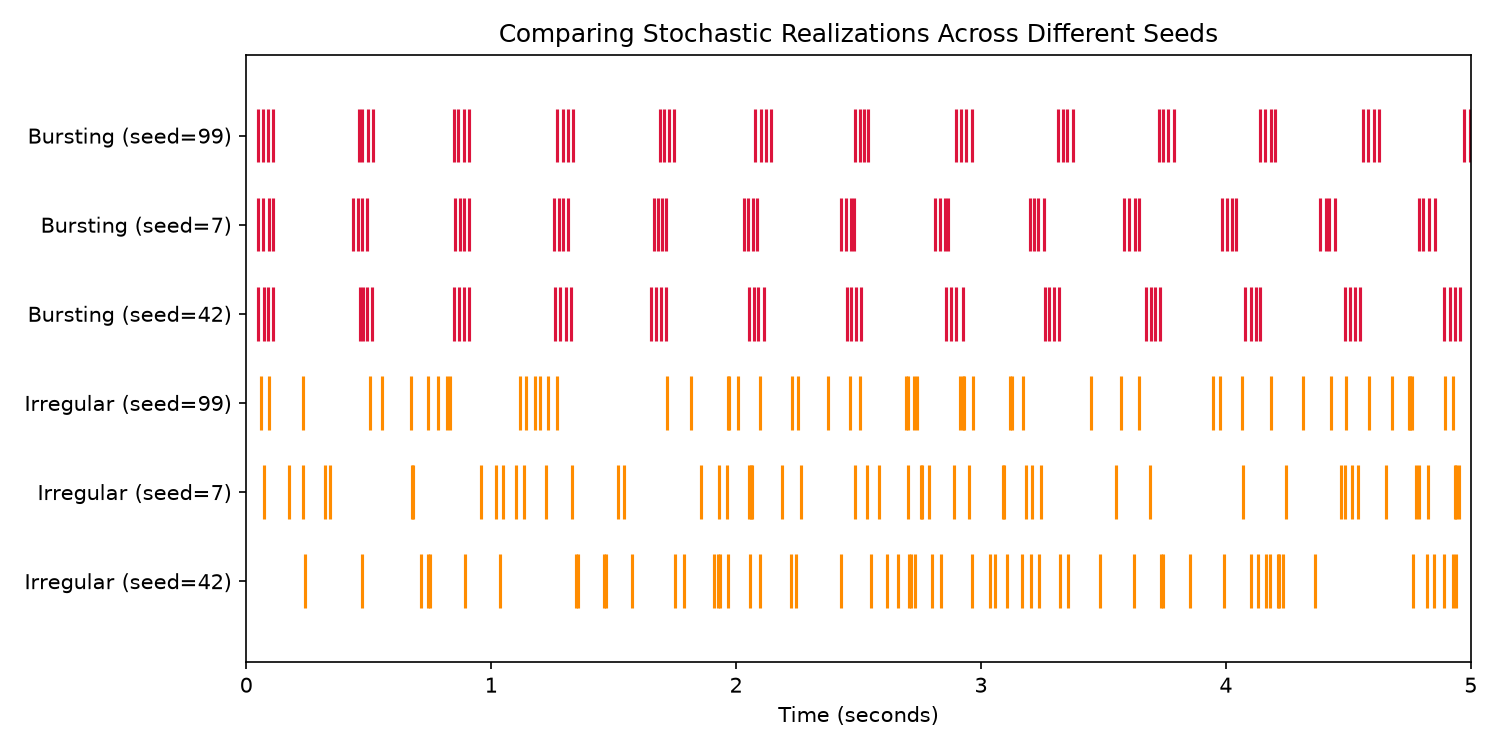 Comparing Stochastic Realizations Across Different Seeds
Bursting (seed=99)
Bursting (seed=7)
Bursting (seed=42)
Irregular (seed=99)
Irregular (seed=7)
Irregular (seed=42)
0 1 2 3 4 5
Time (seconds)